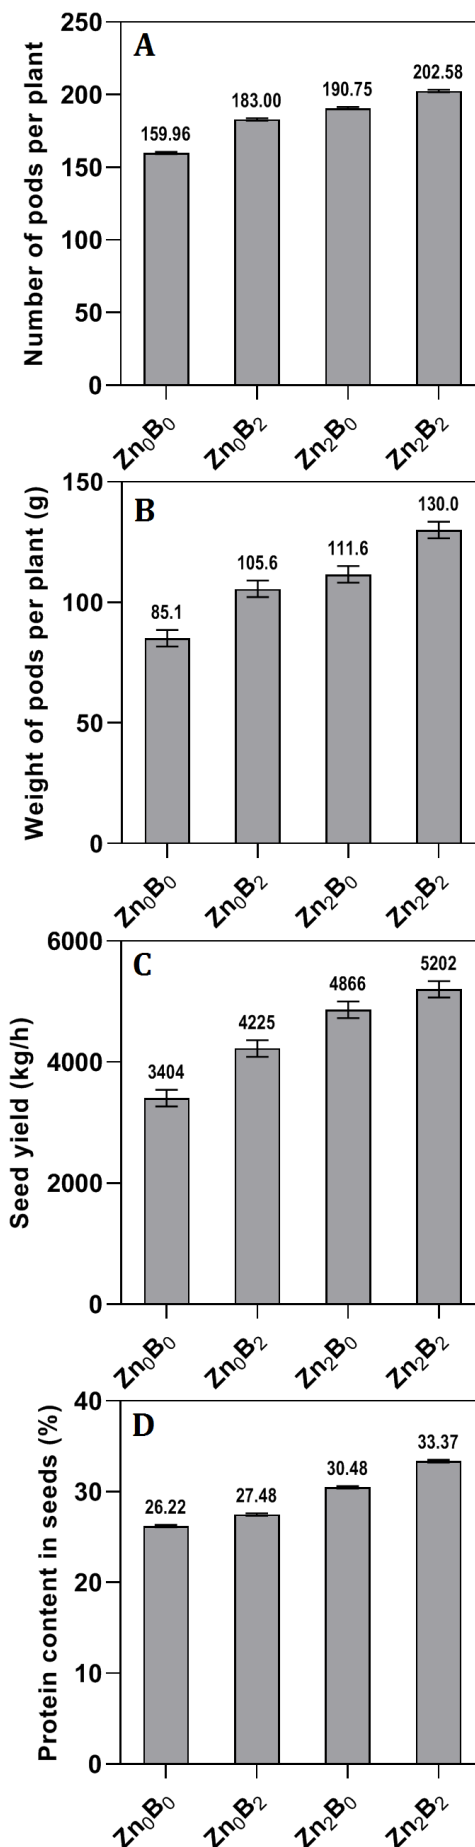 A
Number of pods per plant
250
200
150
100
50
0
159.96
183.00
190.75
202.58
Zn₀B₀
Zn₀B₂
Zn₂B₀
Zn₂B₂
B
Weight of pods per plant (g)
150
100
50
0
85.1
105.6
111.6
130.0
Zn₀B₀
Zn₀B₂
Zn₂B₀
Zn₂B₂
C
Seed yield (kg/h)
6000
4000
2000
0
3404
4225
4866
5202
Zn₀B₀
Zn₀B₂
Zn₂B₀
Zn₂B₂
D
Protein content in seeds (%)
40
30
20
10
0
26.22
27.48
30.48
33.37
Zn₀B₀
Zn₀B₂
Zn₂B₀
Zn₂B₂